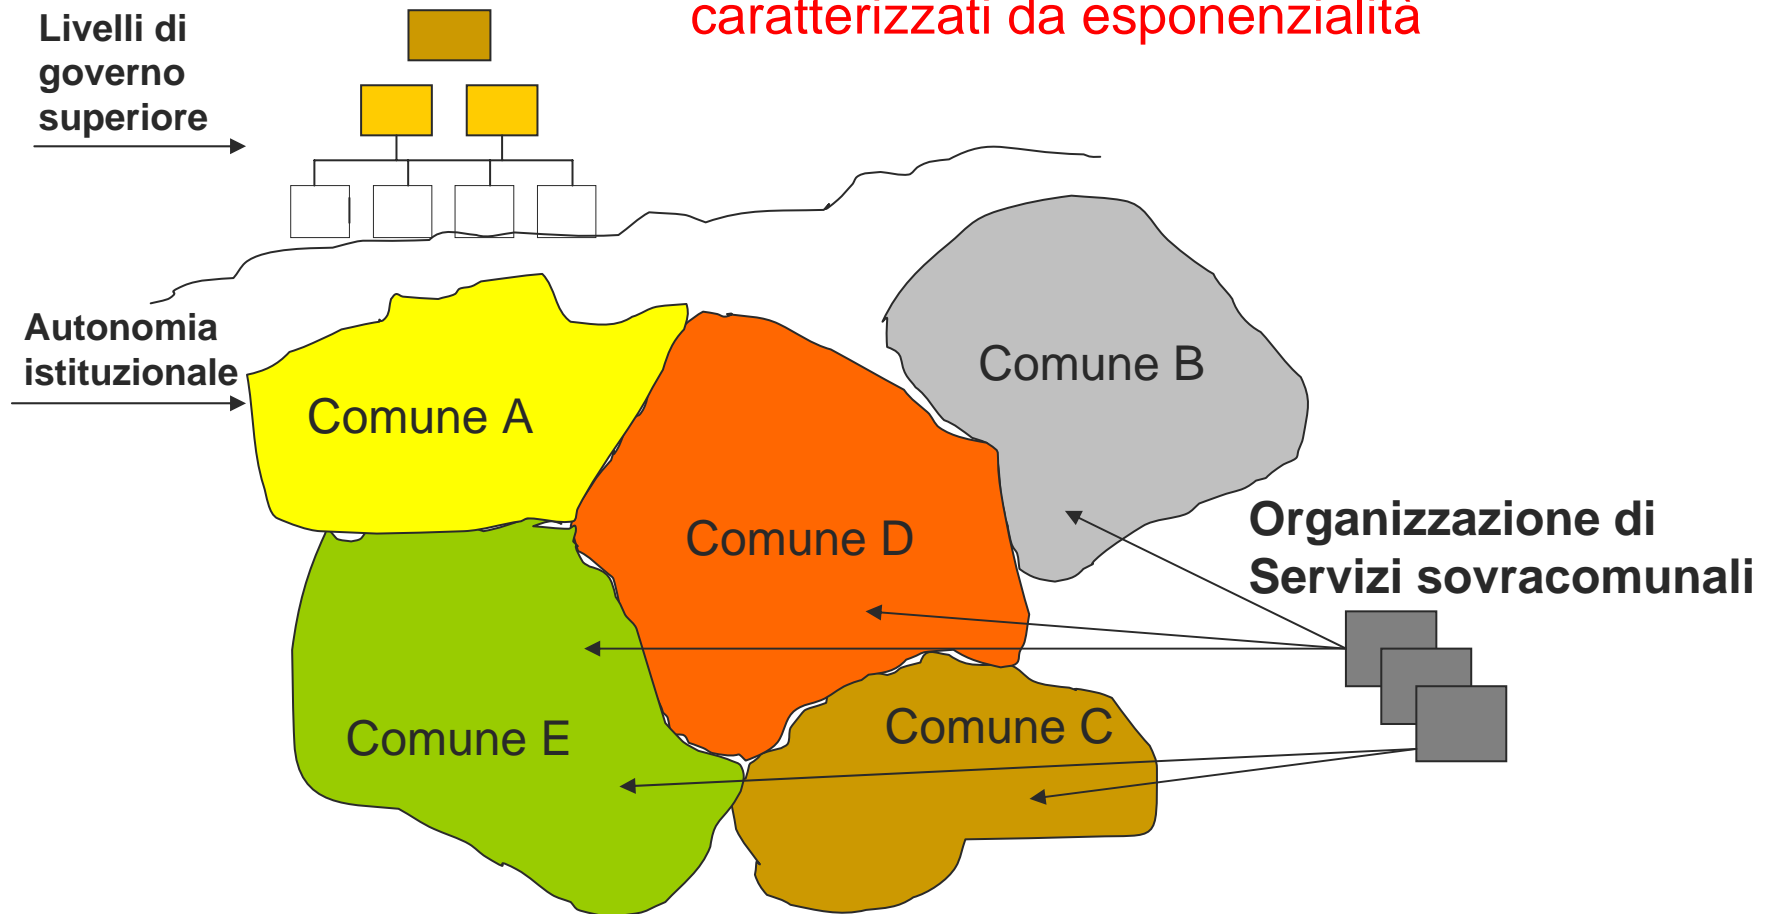 caratterizzati da esponenzialità
Livelli di
governo
superiore
Autonomia
istituzionale
Comune A
Comune B
Comune D
Organizzazione di
Servizi sovracomunali
Comune E
Comune C